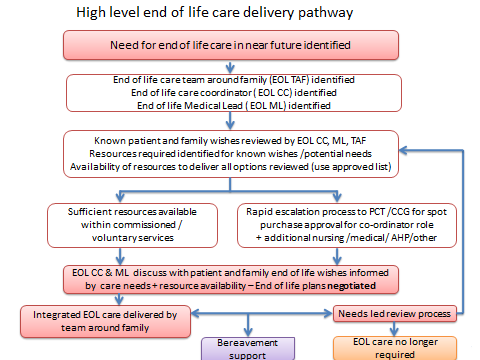 High level end of life care delivery pathway
Need for end of life care in near future identified
End of life care team around family (EOL TAF) identified
End of life care coordinator ( EOL CC) identified
End of life Medical Lead ( EOL ML) identified
Known patient and family wishes reviewed by EOL CC, ML, TAF
Resources required identified for known wishes /potential needs
Availability of resources to deliver all options reviewed (use approved list)
Sufficient resources available
within commissioned /
voluntary services
Rapid escalation process to PCT /CCG for spot
purchase approval for co-ordinator role
+ additional nursing /medical/ AHP/other
EOL CC & ML discuss with patient and family end of life wishes informed
by care needs + resource availability – End of life plans negotiated
Integrated EOL care delivered by
team around family
Needs led review process
Bereavement
support
EOL care no longer
required